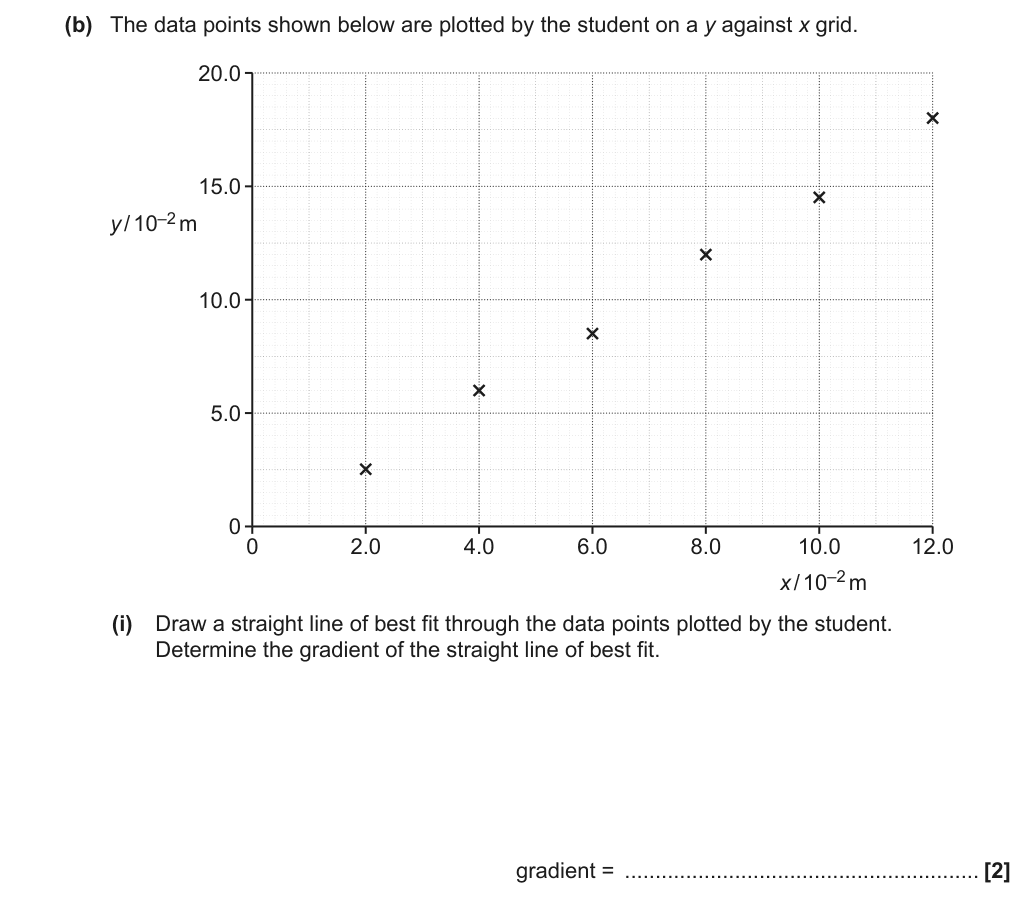 (b) The data points shown below are plotted by the student on a y against x grid.
20.0
15.0
y/10⁻² m
10.0
5.0
0
0 2.0 4.0 6.0 8.0 10.0 12.0
x/10⁻² m
(i) Draw a straight line of best fit through the data points plotted by the student.
Determine the gradient of the straight line of best fit.
gradient = .......................................................... [2]